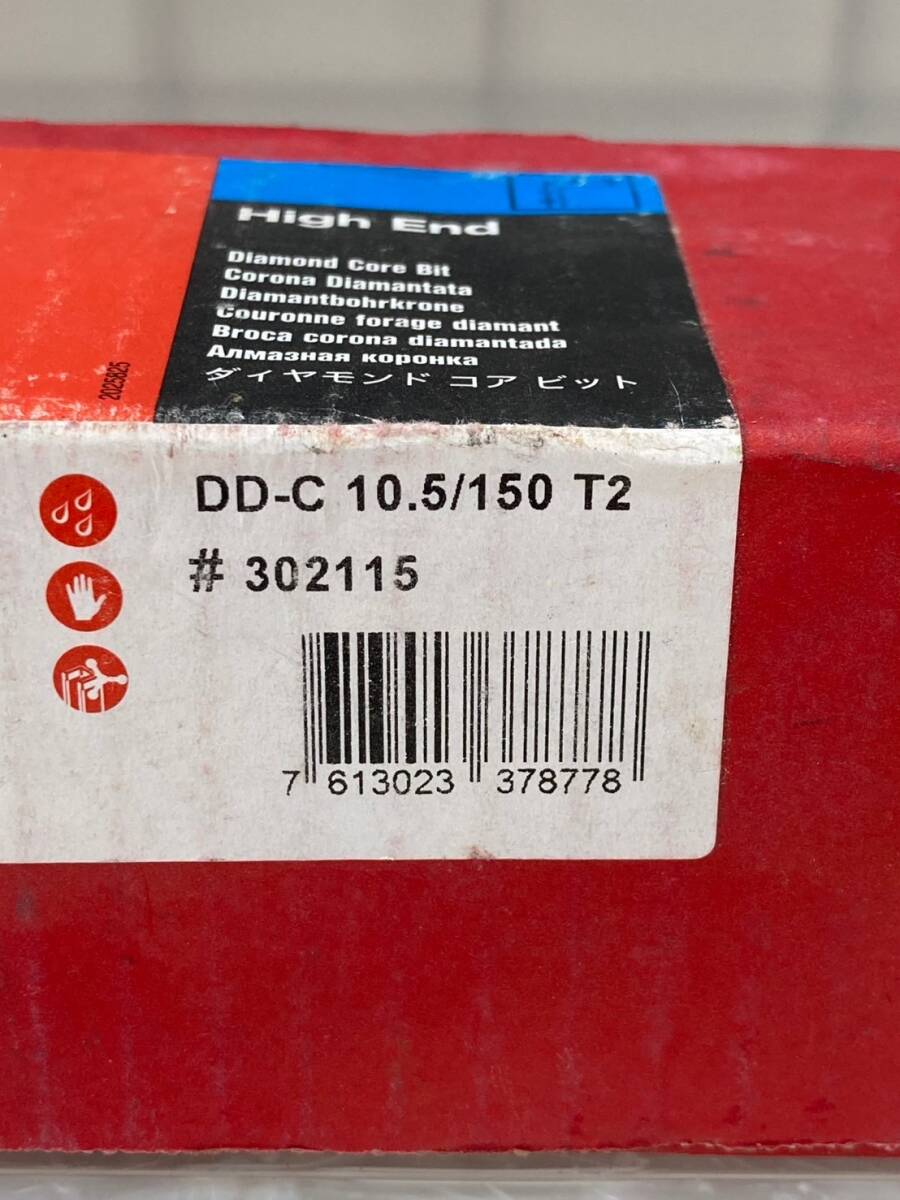 High End
Diamond Core Bit
Corona Diamantata
Diamantbohrkrone
Couronne forage diamant
Broca corona diamantada
Алмазная коронка
ダイヤモンド コア ビット
2025825
DD-C 10.5/150 T2
# 302115
7 613023 378778